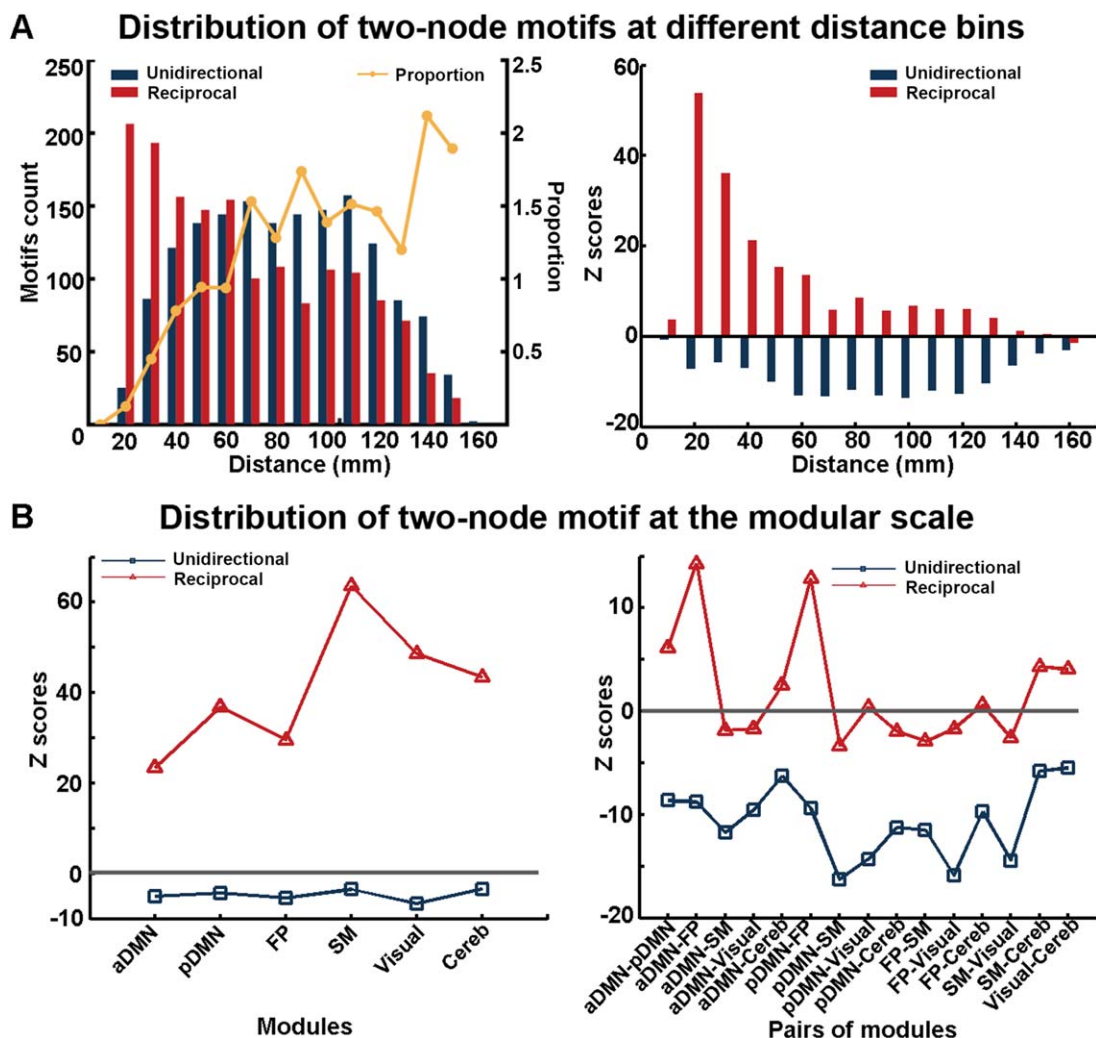 A Distribution of two-node motifs at different distance bins
Unidirectional
Reciprocal
Proportion
Motifs count
250
200
150
100
50
0
2.5
2
1.5
1
0.5
Proportion
20 40 60 80 100 120 140 160
Distance (mm)
Unidirectional
Reciprocal
Z scores
60
40
20
0
-20
0 20 40 60 80 100 120 140 160
Distance (mm)
B Distribution of two-node motif at the modular scale
Unidirectional
Reciprocal
Z scores
60
40
20
0
-10
aDMN
pDMN
FP
SM
Visual
Cereb
Modules
Unidirectional
Reciprocal
Z scores
10
0
-10
-20
aDMN-pDMN
aDMN-FP
aDMN-SM
aDMN-Visual
aDMN-Cereb
pDMN-FP
pDMN-SM
pDMN-Visual
pDMN-Cereb
FP-SM
FP-Visual
FP-Cereb
SM-Visual
SM-Cereb
Visual-Cereb
Pairs of modules